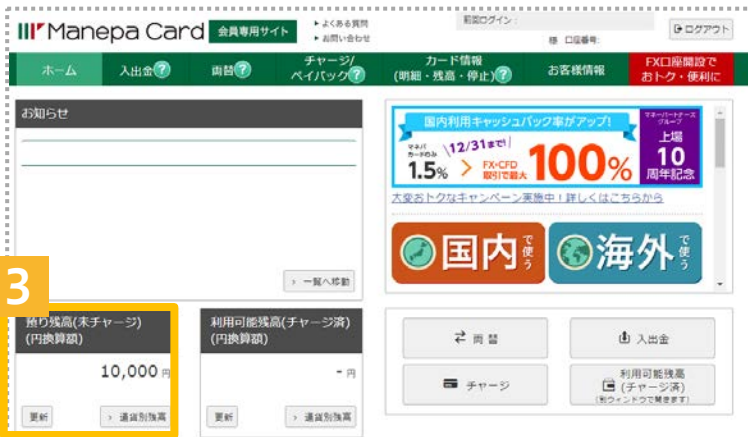 Manepa Card 会員専用サイト
よくある質問
お問い合わせ
前回ログイン：
様 口座番号:
ログアウト
ホーム
入出金?
両替?
チャージ/
ペイバック?
カード情報
(明細・残高・停止)?
お客様情報
FX口座開設で
おトク・便利に
お知らせ
> 一覧へ移動
国内利用キャッシュバック率がアップ!
マネパ
カードのみ
1.5%
12/31まで!
FX・CFD
取引で最大
100%
マネーパートナーズ
グループ
上場
10
周年記念
大変おトクなキャンペーン実施中！詳しくはこちらから
国内で使う
海外で使う
3
預り残高(未チャージ)
(円換算額)
10,000 円
更新
> 通貨別残高
利用可能残高(チャージ済)
(円換算額)
- 円
更新
> 通貨別残高
両替
入出金
チャージ
利用可能残高
(チャージ済)
(別ウィンドウで開きます)